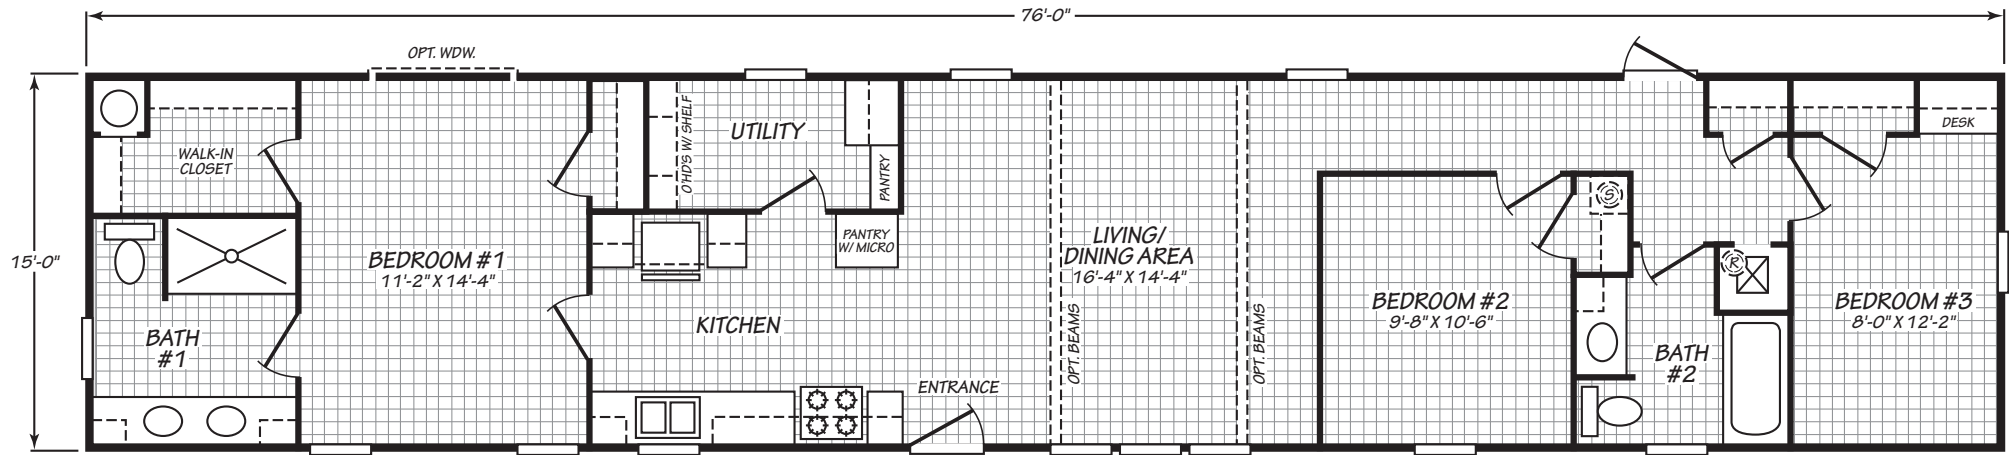 76'-0"
OPT. WDW.
15'-0"
WALK-IN
CLOSET
O'HD'S W/ SHELF
UTILITY
PANTRY
DESK
S
BEDROOM #1
11'-2" X 14'-4"
PANTRY
W/ MICRO
LIVING/
DINING AREA
16'-4" X 14'-4"
R
BATH
#1
KITCHEN
OPT. BEAMS
OPT. BEAMS
BEDROOM #2
9'-8" X 10'-6"
BEDROOM #3
8'-0" X 12'-2"
BATH
#2
ENTRANCE